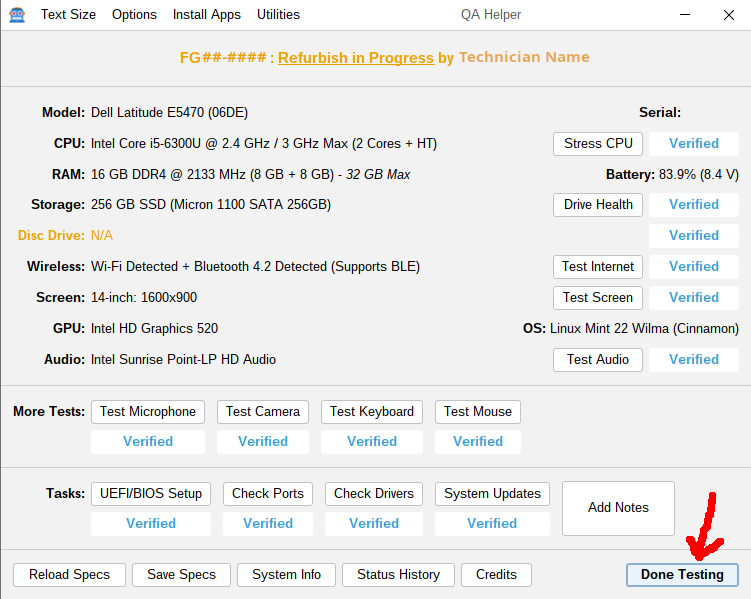 Text Size Options Install Apps Utilities QA Helper
FG##-#### : Refurbish in Progress by Technician Name
Model: Dell Latitude E5470 (06DE) Serial:
CPU: Intel Core i5-6300U @ 2.4 GHz / 3 GHz Max (2 Cores + HT) Stress CPU Verified
RAM: 16 GB DDR4 @ 2133 MHz (8 GB + 8 GB) - 32 GB Max Battery: 83.9% (8.4 V)
Storage: 256 GB SSD (Micron 1100 SATA 256GB) Drive Health Verified
Disc Drive: N/A Verified
Wireless: Wi-Fi Detected + Bluetooth 4.2 Detected (Supports BLE) Test Internet Verified
Screen: 14-inch: 1600x900 Test Screen Verified
GPU: Intel HD Graphics 520 OS: Linux Mint 22 Wilma (Cinnamon)
Audio: Intel Sunrise Point-LP HD Audio Test Audio Verified
More Tests: Test Microphone Test Camera Test Keyboard Test Mouse
Verified Verified Verified Verified
Tasks: UEFI/BIOS Setup Check Ports Check Drivers System Updates Add Notes
Verified Verified Verified Verified
Reload Specs Save Specs System Info Status History Credits Done Testing